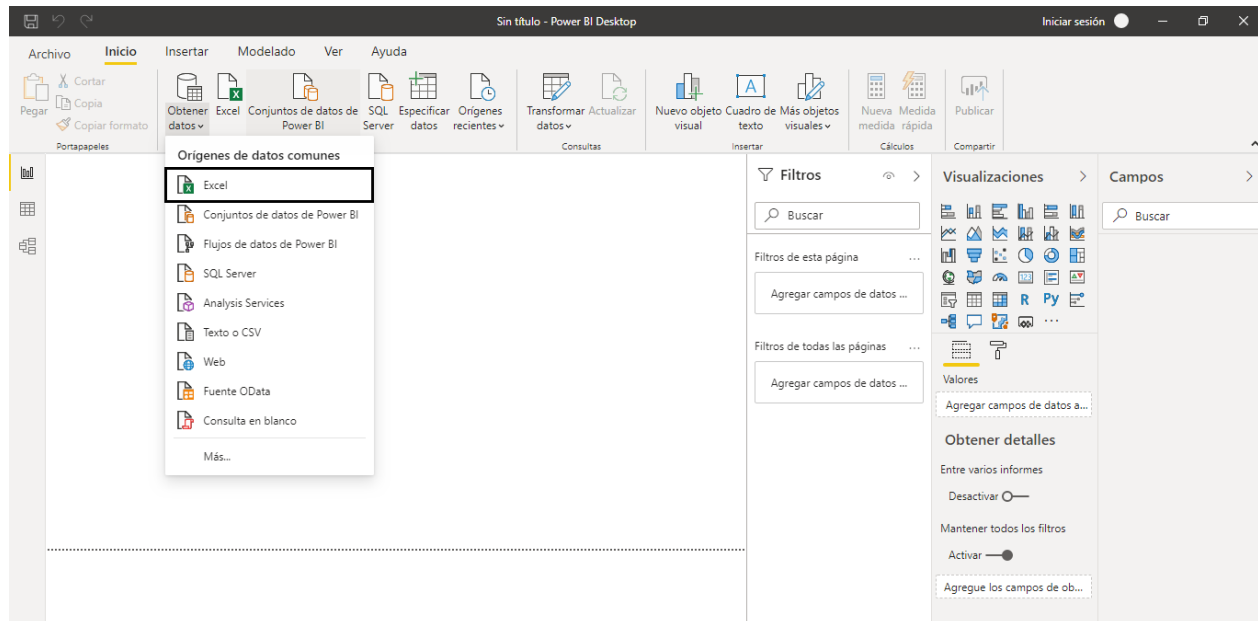 Sin título - Power BI Desktop
Iniciar sesión
Archivo Inicio Insertar Modelado Ver Ayuda
Pegar
Cortar
Copia
Copiar formato
Portapapeles
Obtener datos
Excel
Conjuntos de datos de Power BI
SQL Server
Especificar datos
Orígenes recientes
Transformar datos
Actualizar
Consultas
Nuevo objeto visual
Cuadro de texto
Más objetos visuales
Insertar
Nueva medida
Medida rápida
Cálculos
Publicar
Compartir
Orígenes de datos comunes
Excel
Conjuntos de datos de Power BI
Flujos de datos de Power BI
SQL Server
Analysis Services
Texto o CSV
Web
Fuente OData
Consulta en blanco
Más...
Filtros
Buscar
Filtros de esta página ...
Agregar campos de datos ...
Filtros de todas las páginas ...
Agregar campos de datos ...
Visualizaciones
123
R Py
...
Valores
Agregar campos de datos a...
Obtener detalles
Entre varios informes
Desactivar
Mantener todos los filtros
Activar
Agregue los campos de ob...
Campos
Buscar